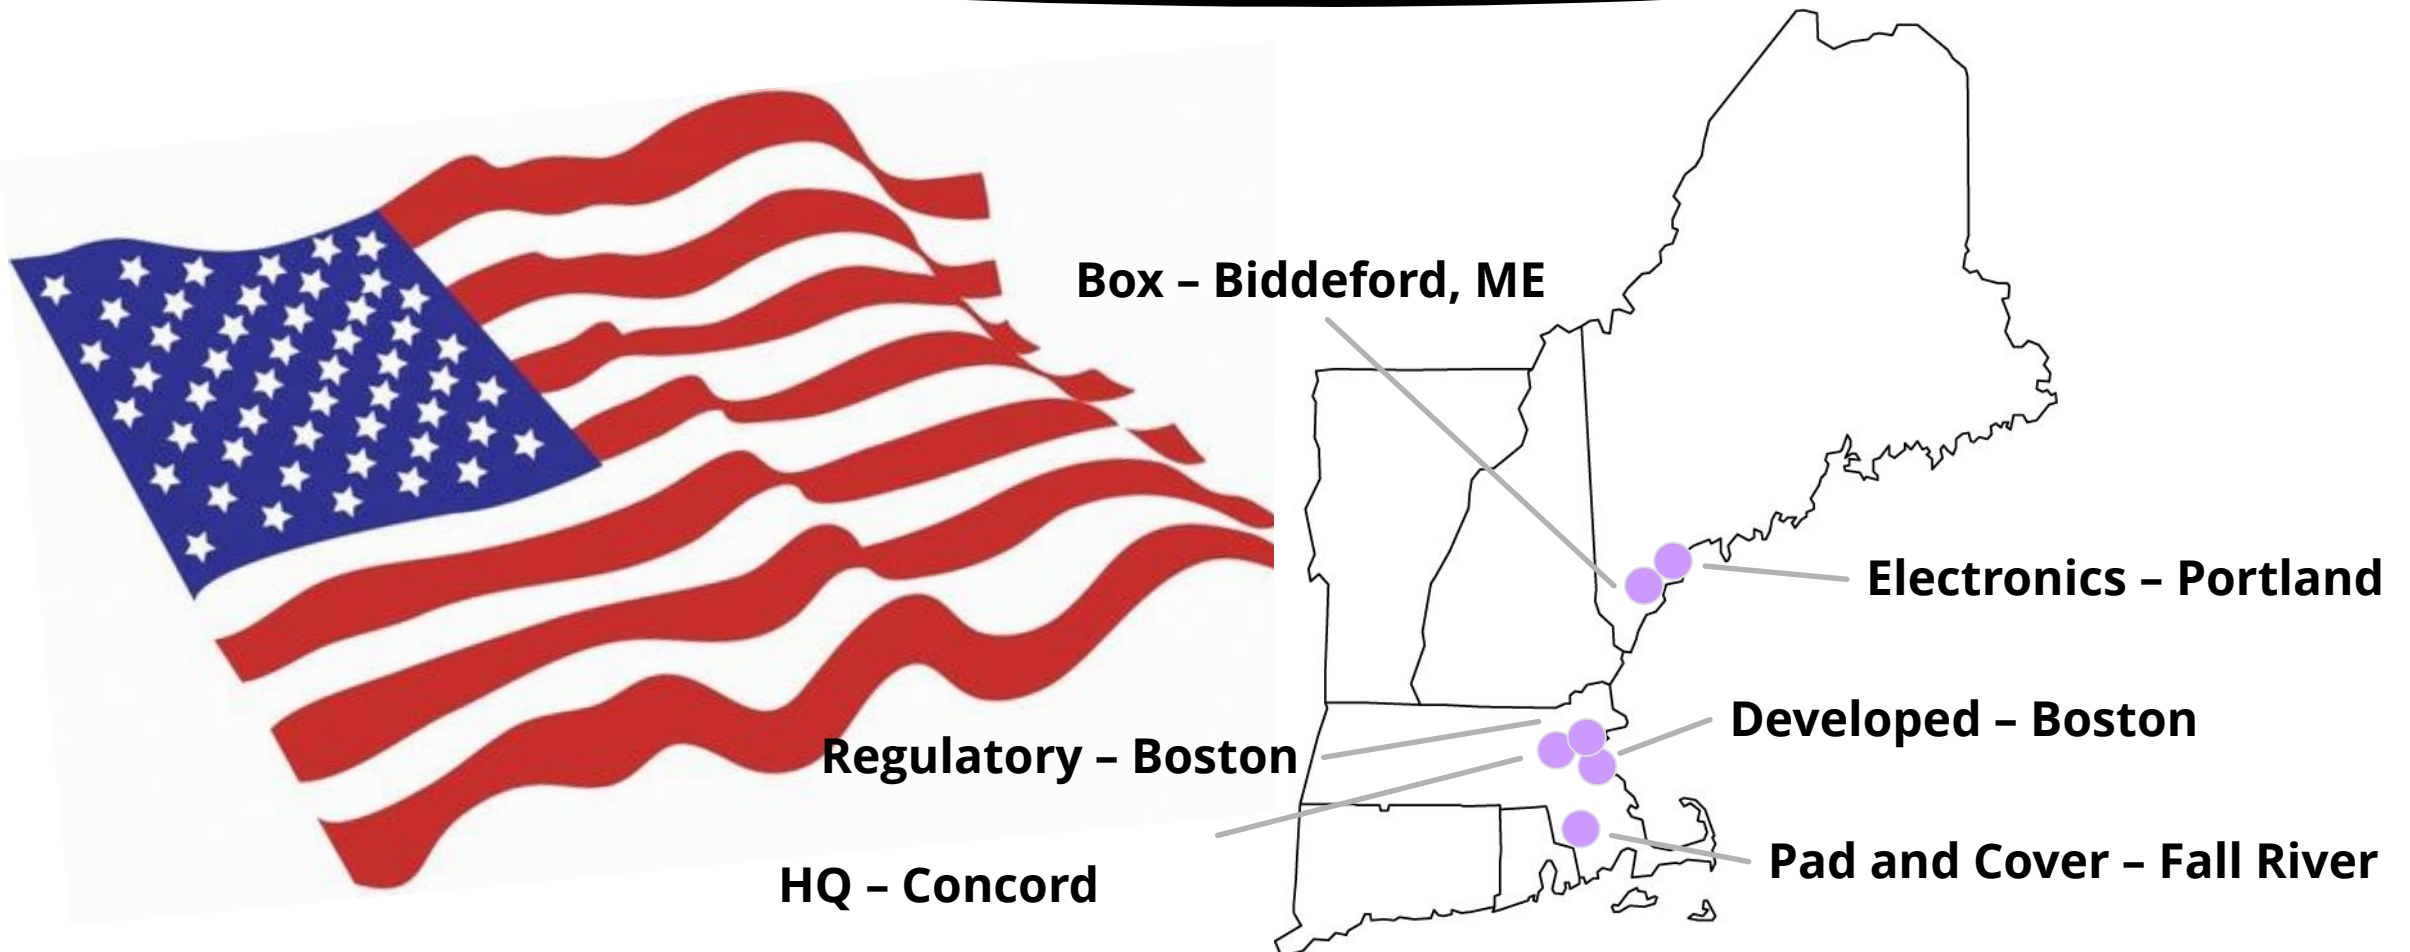 Box – Biddeford, ME
Electronics – Portland
Developed – Boston
Regulatory – Boston
Pad and Cover – Fall River
HQ – Concord